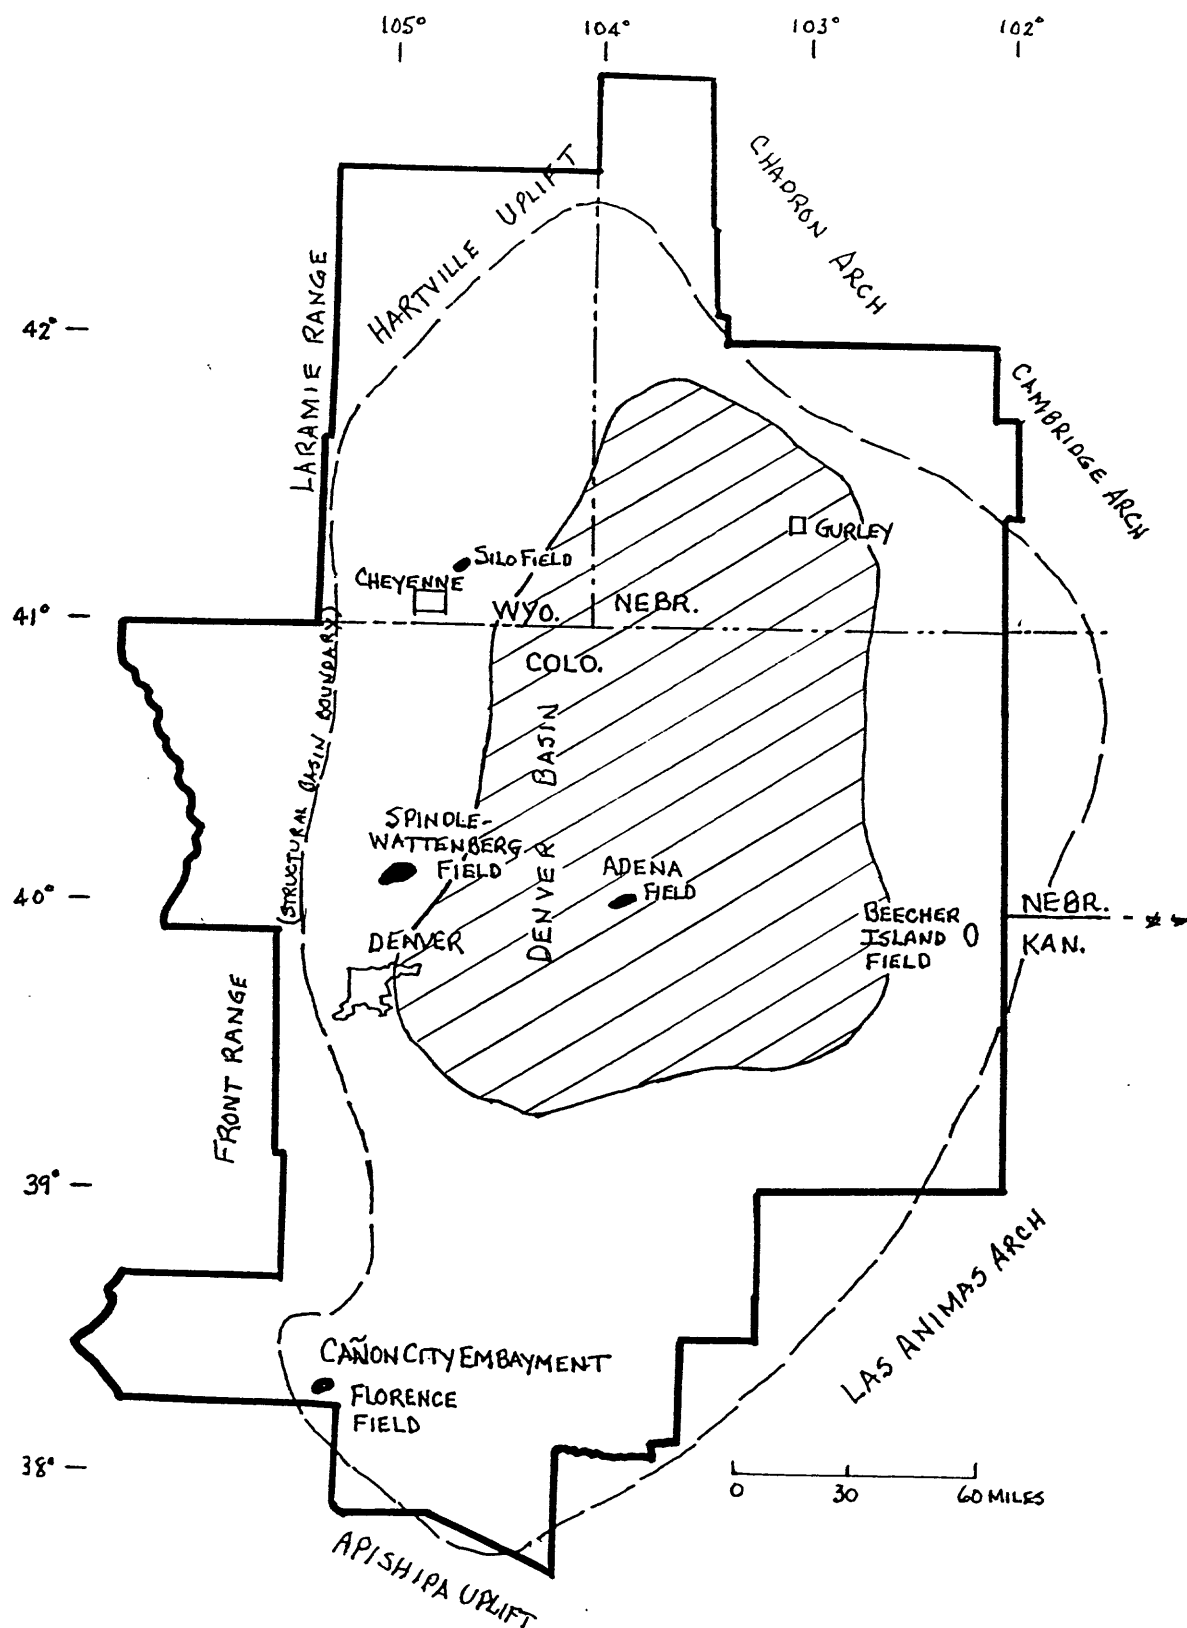 105° 104° 103° 102°
CHADRON ARCH
HARTVILLE UPLIFT
LARAMIE RANGE
42°
CAMBRIDGE ARCH
GURLEY
SILO FIELD
CHEYENNE
41°
WYO.
NEBR.
COLO.
(STRUCTURAL BASIN BOUNDARY)
DENVER BASIN
SPINDLE-
WATTENBERG
FIELD
ADENA
FIELD
40°
BEECHER
ISLAND
FIELD
NEBR.
KAN.
DENVER
FRONT RANGE
39°
LAS ANIMAS ARCH
CAÑON CITY EMBAYMENT
FLORENCE
FIELD
38°
0 30 60 MILES
APISHIPA UPLIFT